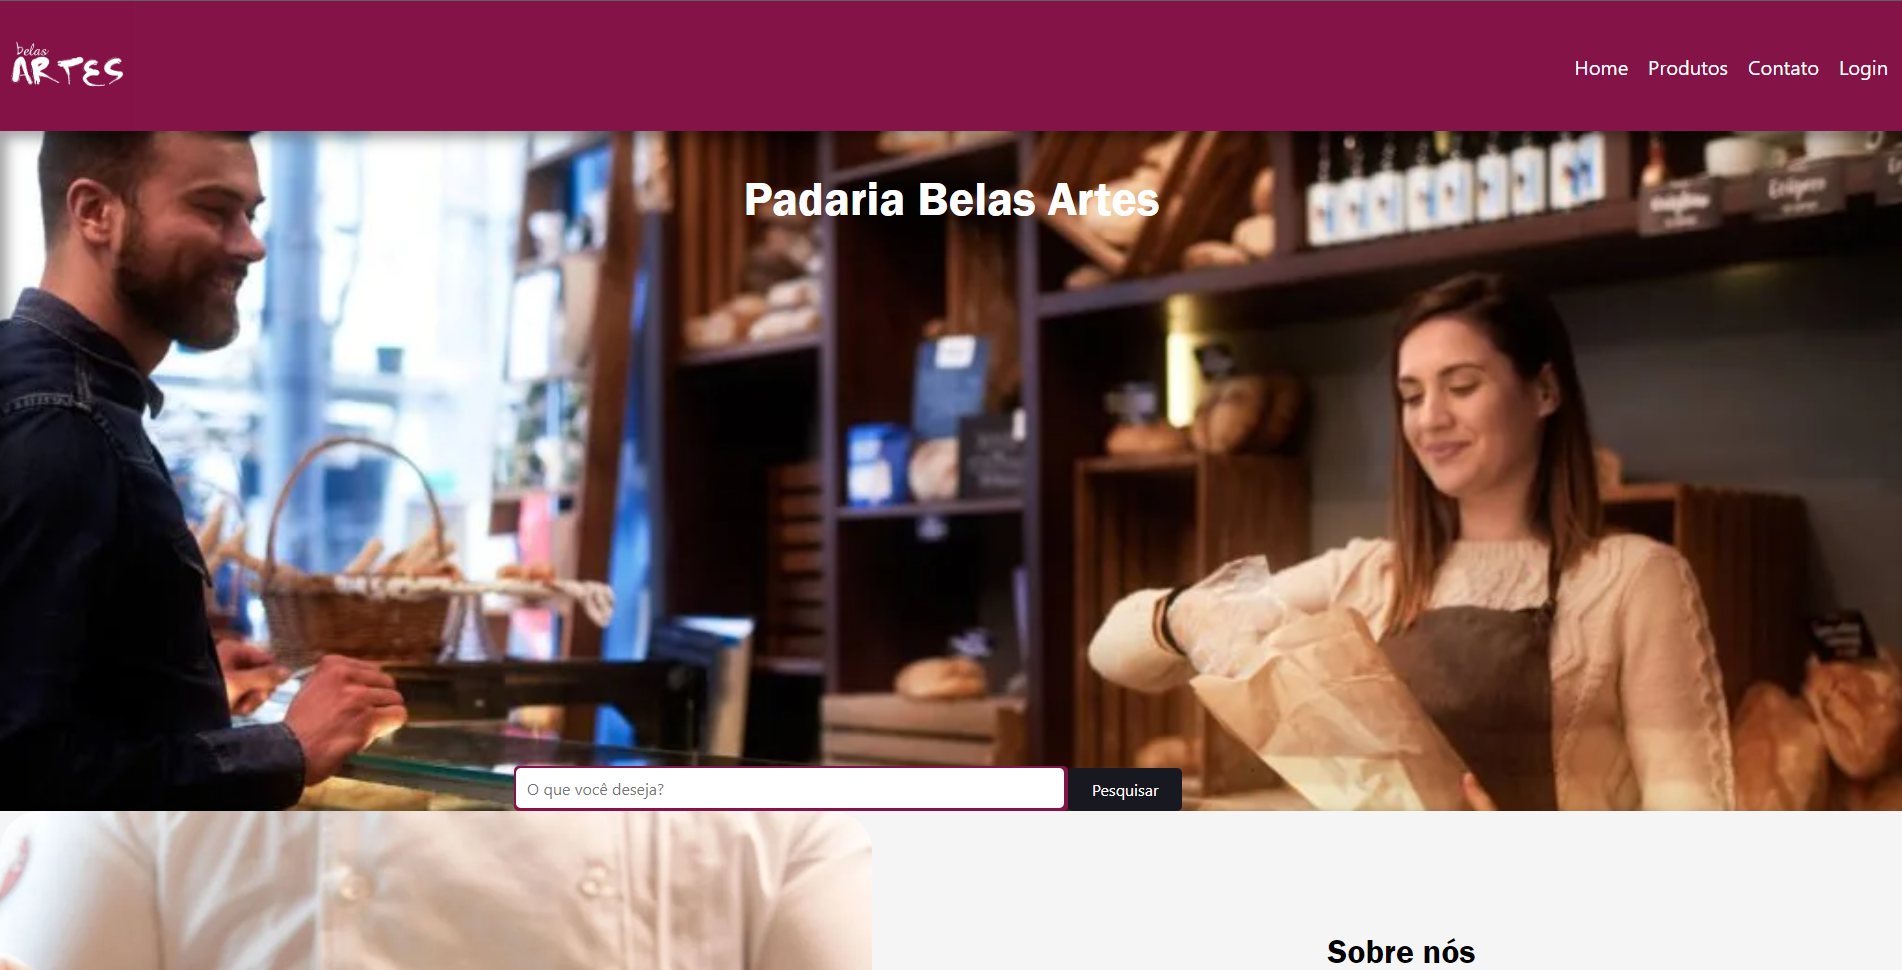 belas
ARTES
Home Produtos Contato Login
Padaria Belas Artes
O que você deseja? Pesquisar
Sobre nós